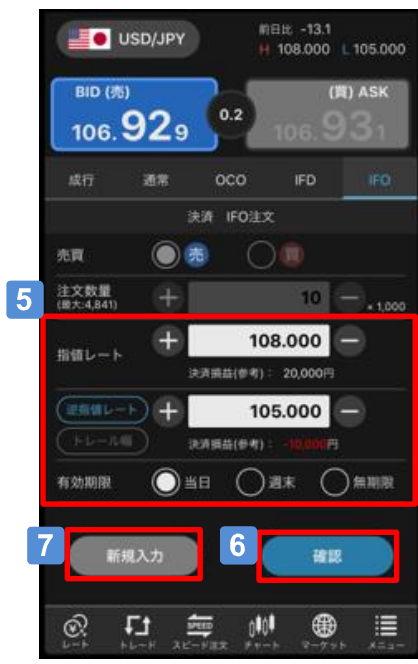 USD/JPY
前日比 -13.1
H 108.000 L 105.000
BID (売)
(買) ASK
106.929
0.2
106.931
成行 通常 OCO IFD IFO
決済 IFO注文
売買 売 買
5
注文数量
(最大:4,841)
10
× 1,000
指値レート
108.000
決済損益(参考): 20,000円
逆指値レート
105.000
トレール幅
決済損益(参考): -10,000円
有効期限 当日 週末 無期限
7
新規入力
6
確認
SPEED
レート トレード スピード注文 チャート マーケット メニュー